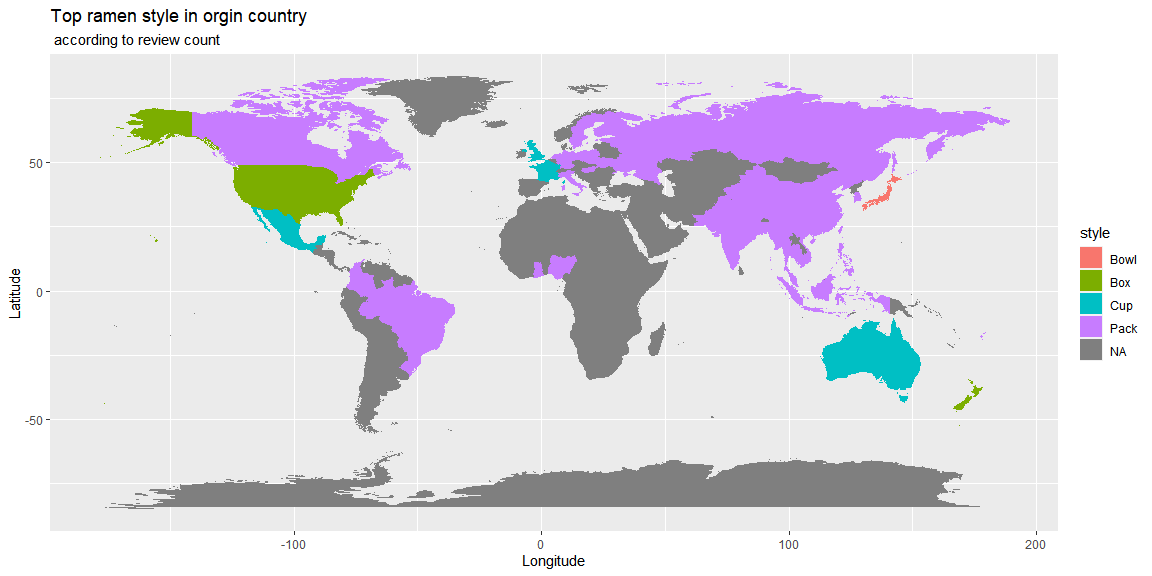 Top ramen style in orgin country
according to review count
Latitude
50
0
-50
-100
0
100
200
Longitude
style
Bowl
Box
Cup
Pack
NA